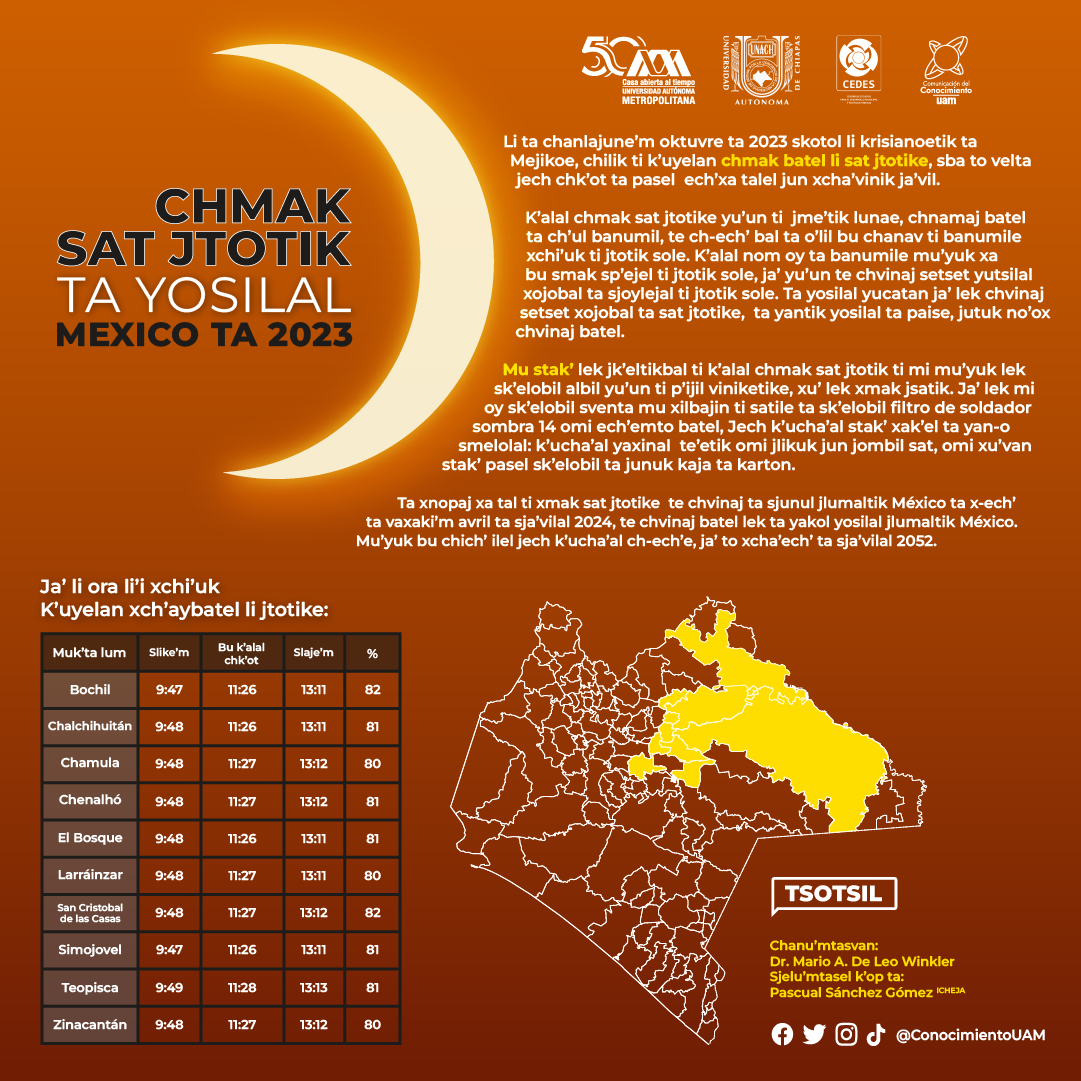 50
Casa abierta al tiempo
UNIVERSIDAD AUTÓNOMA
METROPOLITANA
UNIVERSIDAD
UNACH
DE CHIAPAS
AUTONOMA
CEDES
Comunicación del
Conocimiento
uam
CHMAK
SAT JTOTIK
TA YOSILAL
MEXICO TA 2023
Li ta chanlajune’m oktuvre ta 2023 skotol li krisianoetik ta
Mejikoe, chilik ti k’uyelan chmak batel li sat jtotike, sba to velta
jech chk’ot ta pasel ech’xa talel jun xcha’vinik ja’vil.
K’alal chmak sat jtotike yu’un ti jme’tik lunae, chnamaj batel
ta ch’ul banumil, te ch-ech’ bal ta o’lil bu chanav ti banumile
xchi’uk ti jtotik sole. K’alal nom oy ta banumile mu’yuk xa
bu smak sp’ejel ti jtotik sole, ja’ yu’un te chvinaj setset yutsilal
xojobal ta sjoylejal ti jtotik sole. Ta yosilal yucatan ja’ lek chvinaj
setset xojobal ta sat jtotike, ta yantik yosilal ta paise, jutuk no’ox
chvinaj batel.
Mu stak’ lek jk’eltikbal ti k’alal chmak sat jtotik ti mi mu’yuk lek
sk’elobil albil yu’un ti p’ijil viniketike, xu’ lek xmak jsatik. Ja’ lek mi
oy sk’elobil sventa mu xilbajin ti satile ta sk’elobil filtro de soldador
sombra 14 omi ech’emto batel, Jech k’ucha’al stak’ xak’el ta yan-o
smelolal: k’ucha’al yaxinal te’etik omi jlikuk jun jombil sat, omi xu’van
stak’ pasel sk’elobil ta junuk kaja ta karton.
Ta xnopaj xa tal ti xmak sat jtotike te chvinaj ta sjunul jlumaltik México ta x-ech’
ta vaxaki’m avril ta sja’vilal 2024, te chvinaj batel lek ta yakol yosilal jlumaltik México.
Mu’yuk bu chich’ ilel jech k’ucha’al ch-ech’e, ja’ to xcha’ech’ ta sja’vilal 2052.
Ja’ li ora li’i xchi’uk
K’uyelan xch’aybatel li jtotike:
Muk’ta lum Slike’m Bu k’alal chk’ot Slaje’m %
Bochil 9:47 11:26 13:11 82
Chalchihuitán 9:48 11:26 13:11 81
Chamula 9:48 11:27 13:12 80
Chenalhó 9:48 11:27 13:12 81
El Bosque 9:48 11:26 13:11 81
Larráinzar 9:48 11:27 13:11 80
San Cristobal de las Casas 9:48 11:27 13:12 82
Simojovel 9:47 11:26 13:11 81
Teopisca 9:49 11:28 13:13 81
Zinacantán 9:48 11:27 13:12 80
TSOTSIL
Chanu’mtasvan:
Dr. Mario A. De Leo Winkler
Sjelu’mtasel k’op ta:
Pascual Sánchez Gómez ICHEJA
@ConocimientoUAM